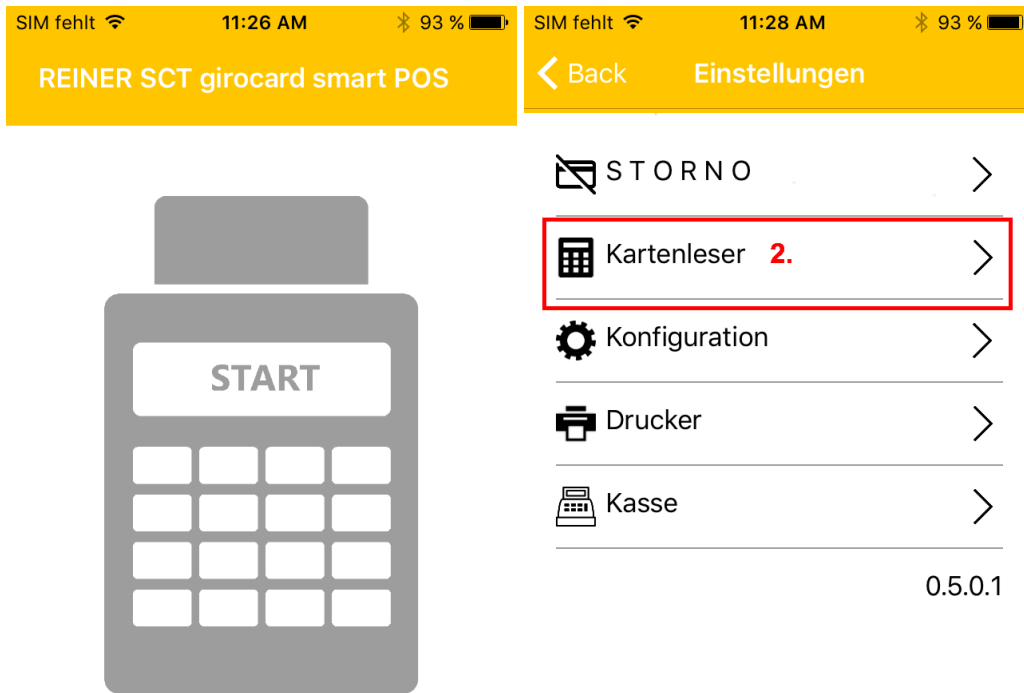 SIM fehlt 11:26 AM 93 %
REINER SCT girocard smart POS
START
SIM fehlt 11:28 AM 93 %
Back Einstellungen
S T O R N O
Kartenleser 2.
Konfiguration
Drucker
Kasse
0.5.0.1